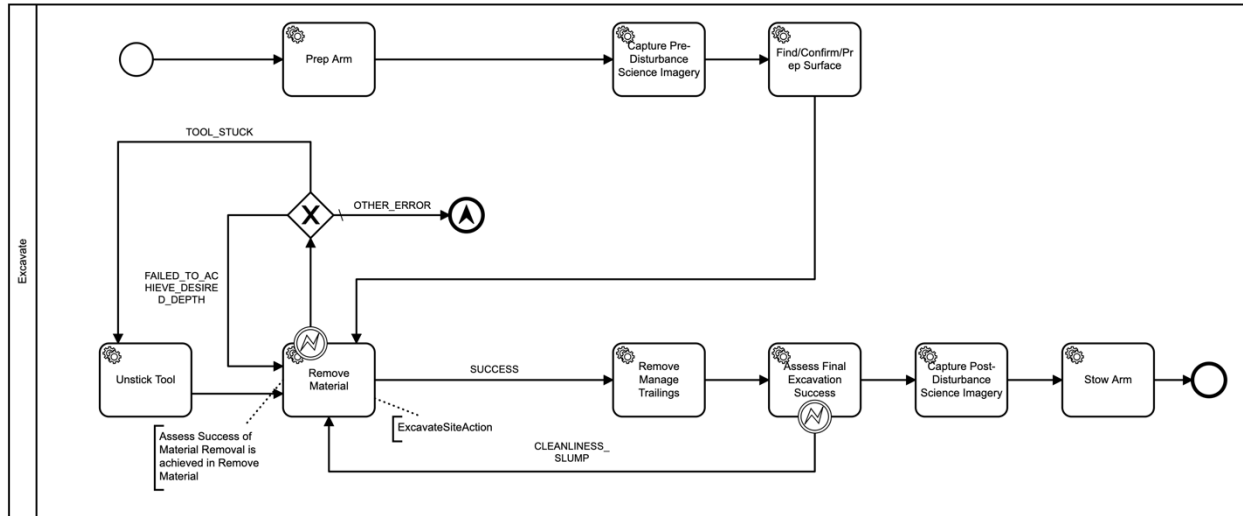 Excavate
Prep Arm
Capture Pre-
Disturbance
Science Imagery
Find/Confirm/Pr
ep Surface
TOOL_STUCK
X
OTHER_ERROR
FAILED_TO_AC
HIEVE_DESIRE
D_DEPTH
Unstick Tool
Remove
Material
SUCCESS
Remove
Manage
Trailings
Assess Final
Excavation
Success
Capture Post-
Disturbance
Science Imagery
Stow Arm
Assess Success of
Material Removal is
achieved in Remove
Material
ExcavateSiteAction
CLEANLINESS_
SLUMP